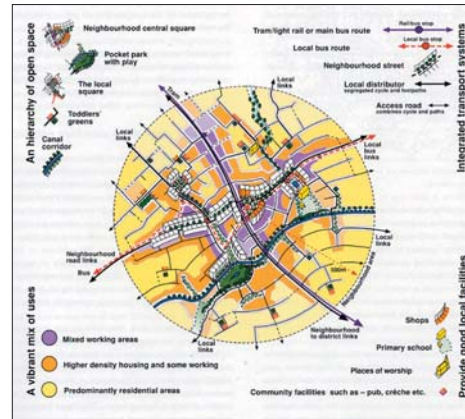 An hierarchy of open space
Neighbourhood central square
Pocket park
with play
The local
square
Toddlers'
greens
Canal
corridor
Integrated transport systems
Rail/bus stop
Tram/light rail or main bus route
Local bus stop
Local bus route
Neighbourhood street
Local distributor
segregated cycle and footpaths
Access road
combines cycle and paths
Tram
Local
links
Local
links
Local
bus
links
Local
links
Neighbourhood
road links
Bus
Local
links
Neighbourhood
to district links
A vibrant mix of uses
Mixed working areas
Higher density housing and some working
Predominantly residential areas
Provide good local facilities
Shops
Primary school
Places of worship
Community facilities such as – pub, crèche etc.